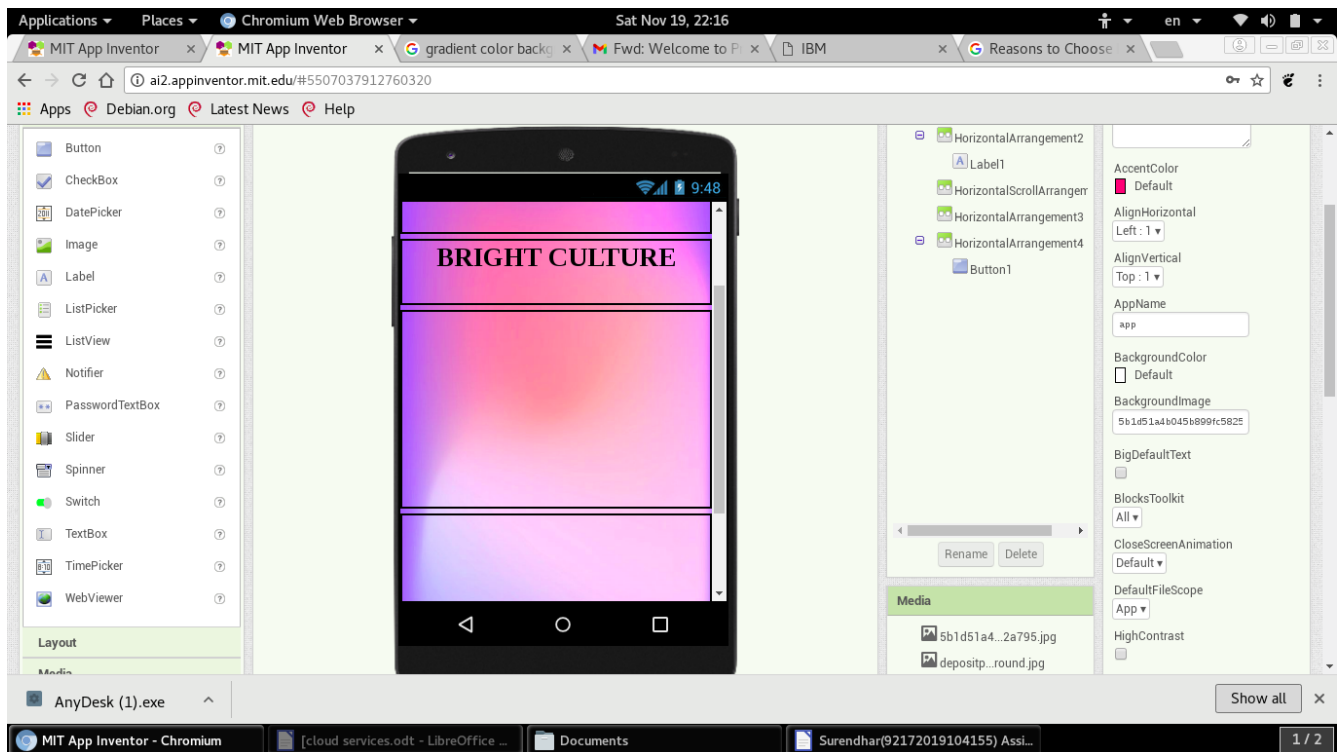 Applications ▾ Places ▾ Chromium Web Browser ▾ Sat Nov 19, 22:16 en ▾
MIT App Inventor × MIT App Inventor × gradient color backg × Fwd: Welcome to P × IBM × Reasons to Choose ×
ai2.appinventor.mit.edu/#5507037912760320
Apps Debian.org Latest News Help
Button
CheckBox
DatePicker
Image
Label
ListPicker
ListView
Notifier
PasswordTextBox
Slider
Spinner
Switch
TextBox
TimePicker
WebViewer
Layout
Media
9:48
BRIGHT CULTURE
HorizontalArrangement2
Label1
HorizontalScrollArrangem
HorizontalArrangement3
HorizontalArrangement4
Button1
Rename Delete
Media
5b1d51a4...2a795.jpg
depositp...round.jpg
AccentColor
Default
AlignHorizontal
Left : 1 ▾
AlignVertical
Top : 1 ▾
AppName
app
BackgroundColor
Default
BackgroundImage
5b1d51a4b045b899fc5825
BigDefaultText
BlocksToolkit
All ▾
CloseScreenAnimation
Default ▾
DefaultFileScope
App ▾
HighContrast
AnyDesk (1).exe Show all ×
MIT App Inventor - Chromium [cloud services.odt - LibreOffice ... Documents Surendhar(92172019104155) Assi... 1 / 2